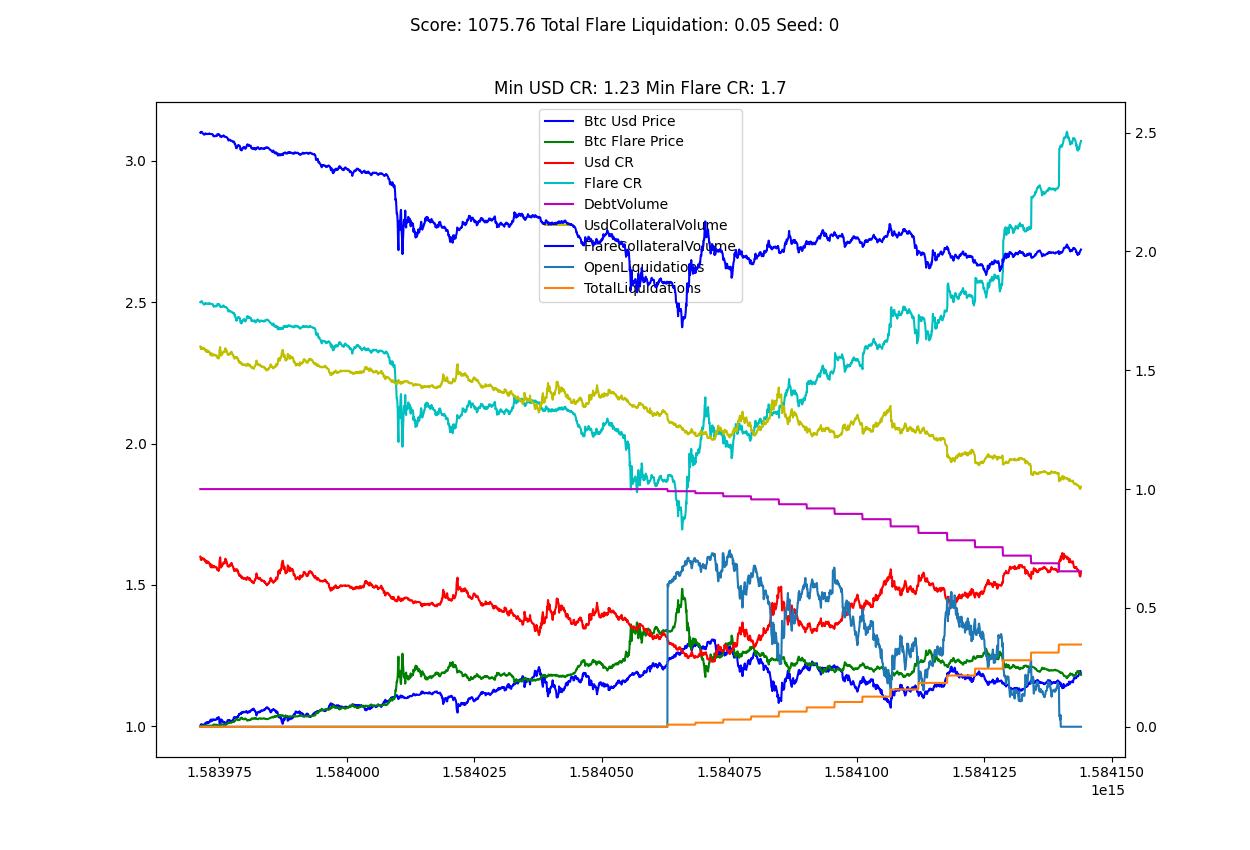 Score: 1075.76 Total Flare Liquidation: 0.05 Seed: 0
Min USD CR: 1.23 Min Flare CR: 1.7
Btc Usd Price
Btc Flare Price
Usd CR
Flare CR
DebtVolume
UsdCollateralVolume
FlareCollateralVolume
OpenLiquidations
TotalLiquidations
3.0
2.5
2.0
1.5
1.0
2.5
2.0
1.5
1.0
0.5
0.0
1.583975 1.584000 1.584025 1.584050 1.584075 1.584100 1.584125 1.584150
1e15